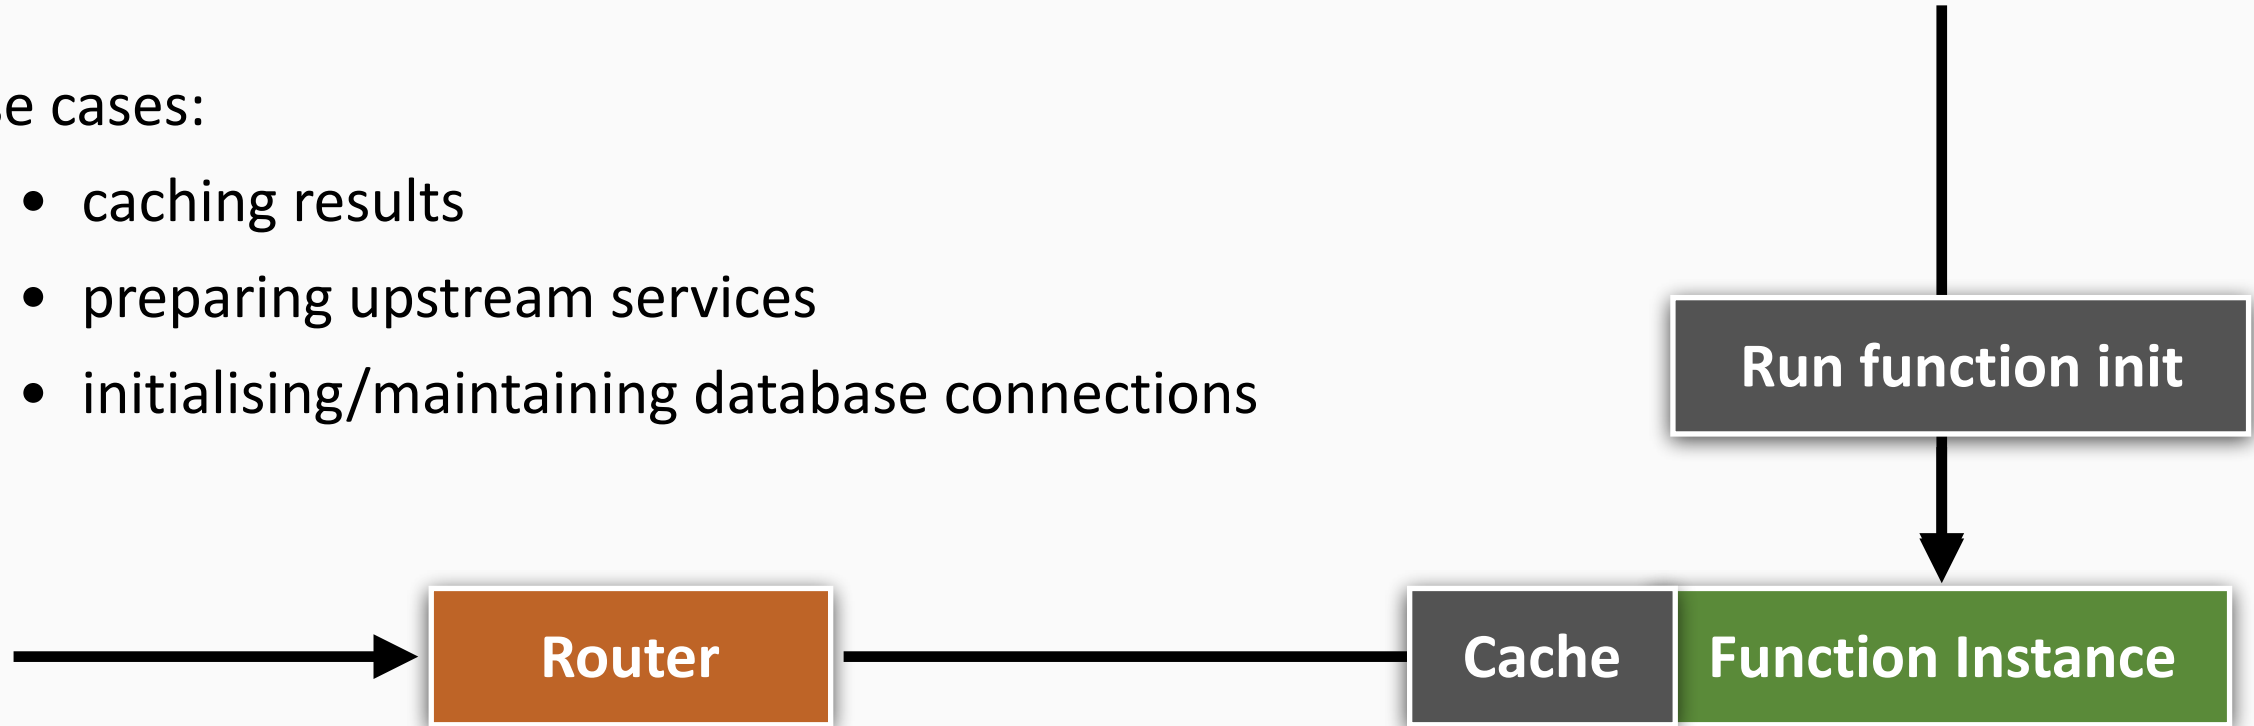 cases:
• caching results
• preparing upstream services
• initialising/maintaining database connections
Run function init
Router
Cache
Function Instance